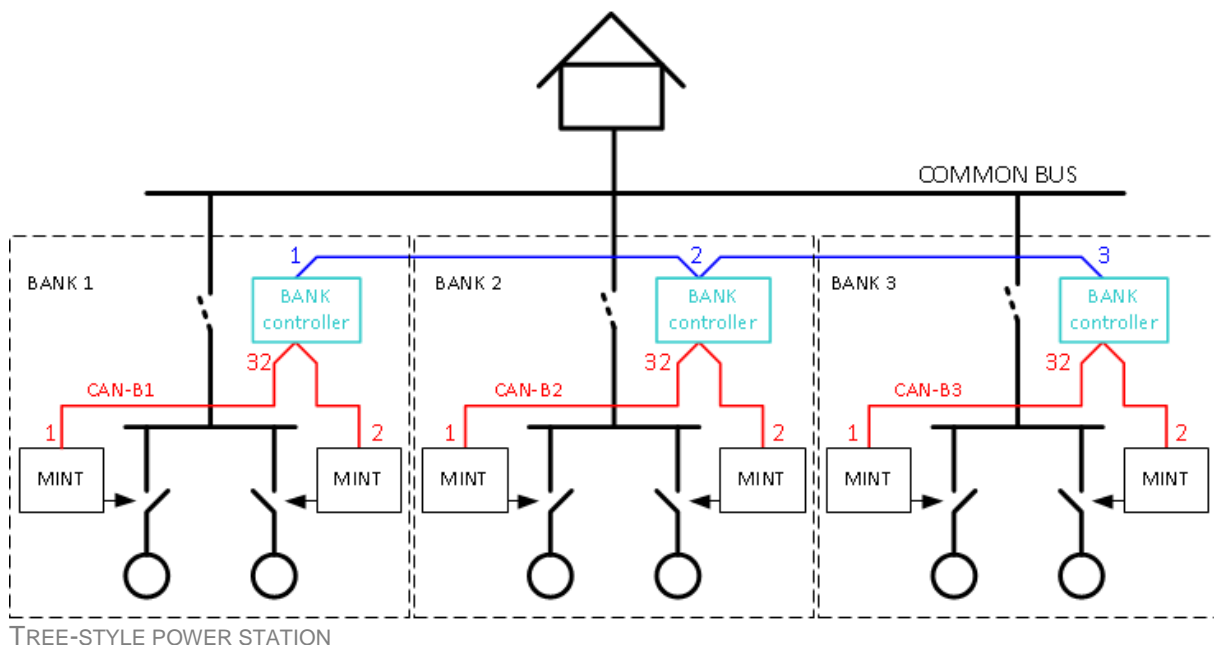 COMMON BUS
1
2
3
BANK 1
BANK 2
BANK 3
BANK
controller
BANK
controller
BANK
controller
32
32
32
CAN-B1
CAN-B2
CAN-B3
1
2
1
2
1
2
MINT
MINT
MINT
MINT
MINT
MINT
TREE-STYLE POWER STATION